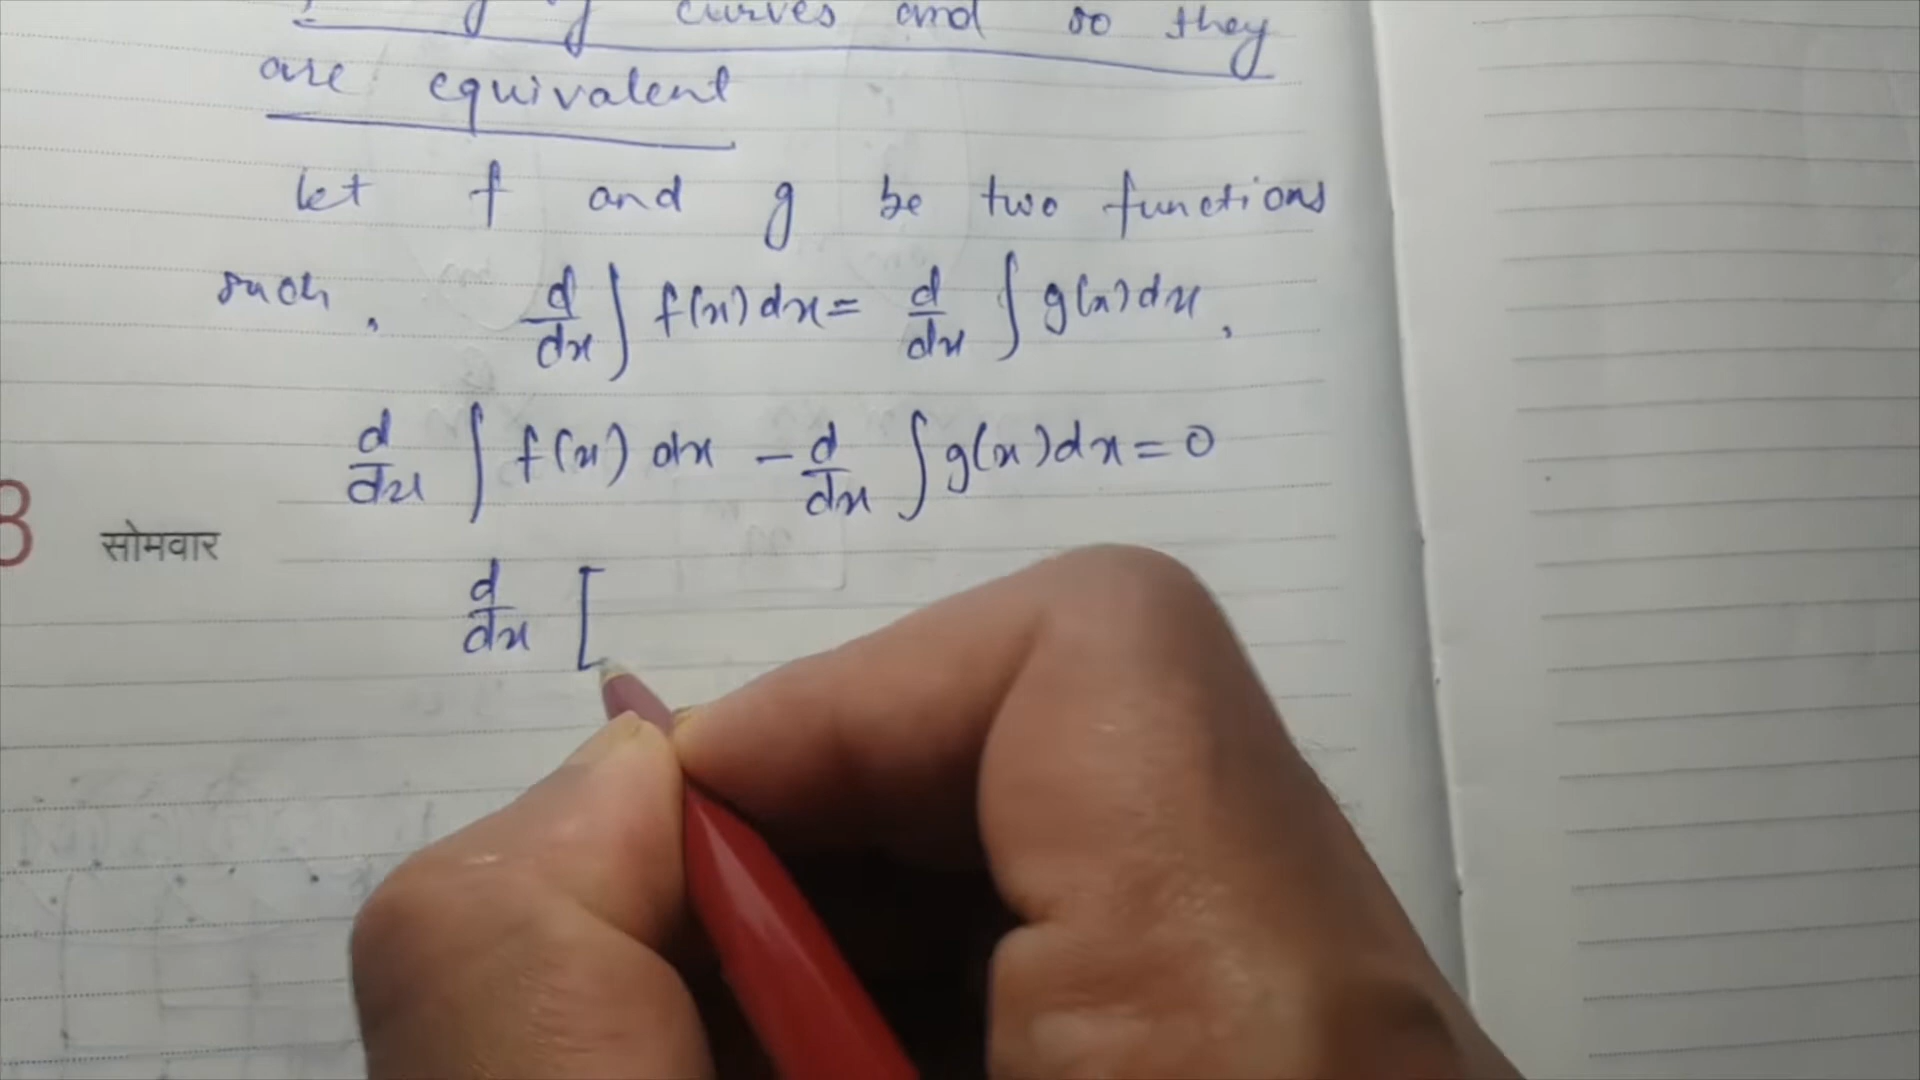 curves and so they
are equivalent
let f and g be two functions
such, d/dx ∫ f(x) dx = d/dx ∫ g(x) dx,
d/dx ∫ f(x) dx - d/dx ∫ g(x) dx = 0
सोमवार
d/dx [